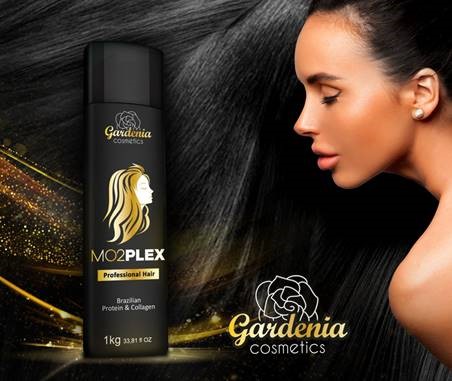 Gardenia
cosmetics
MO2PLEX
Professional Hair
Brazilian
Protein & Collagen
1kg 33,81 fl OZ
Gardenia
cosmetics